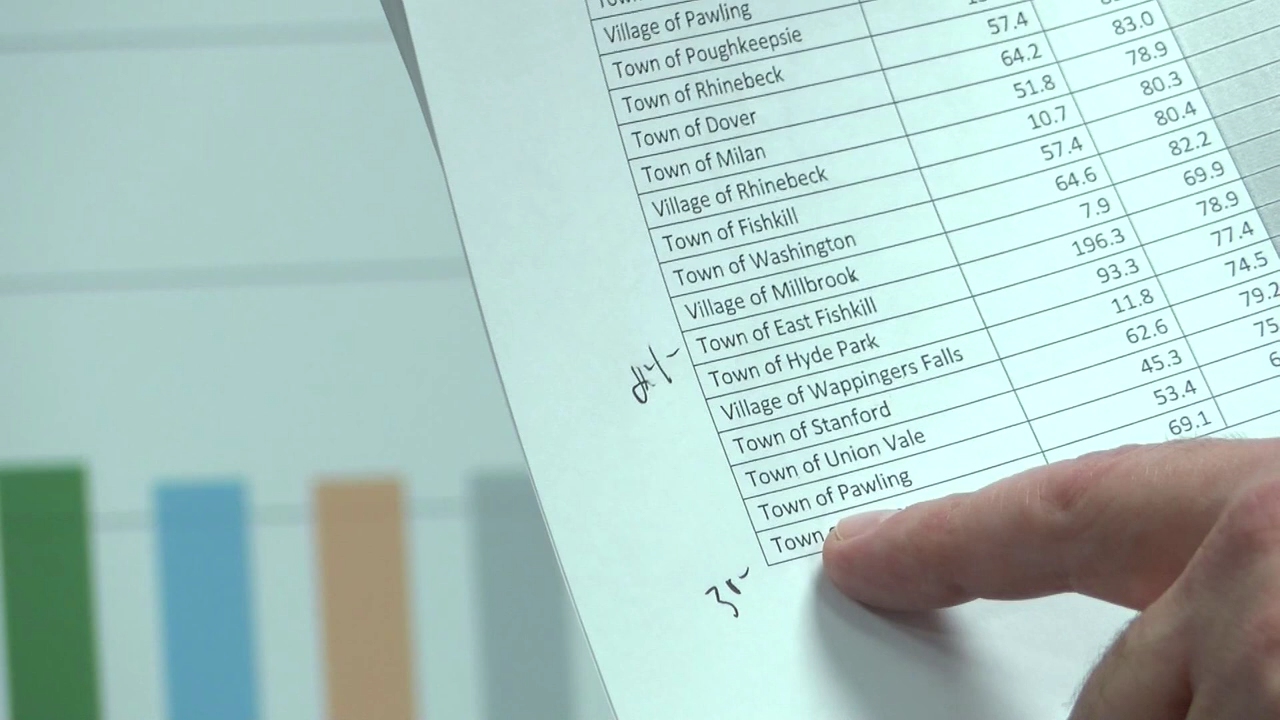 Village of Pawling
Town of Poughkeepsie
Town of Rhinebeck 57.4
Town of Dover 64.2 83.0
Town of Milan 51.8 78.9
Village of Rhinebeck 10.7 80.3
Town of Fishkill 57.4 80.4
Town of Washington 64.6 82.2
Village of Millbrook 7.9 69.9
Town of East Fishkill 196.3 78.9
Town of Hyde Park 93.3 77.4
Village of Wappingers Falls 11.8 74.5
Town of Stanford 62.6 79.2
Town of Union Vale 45.3 75
Town of Pawling 53.4
Town 69.1